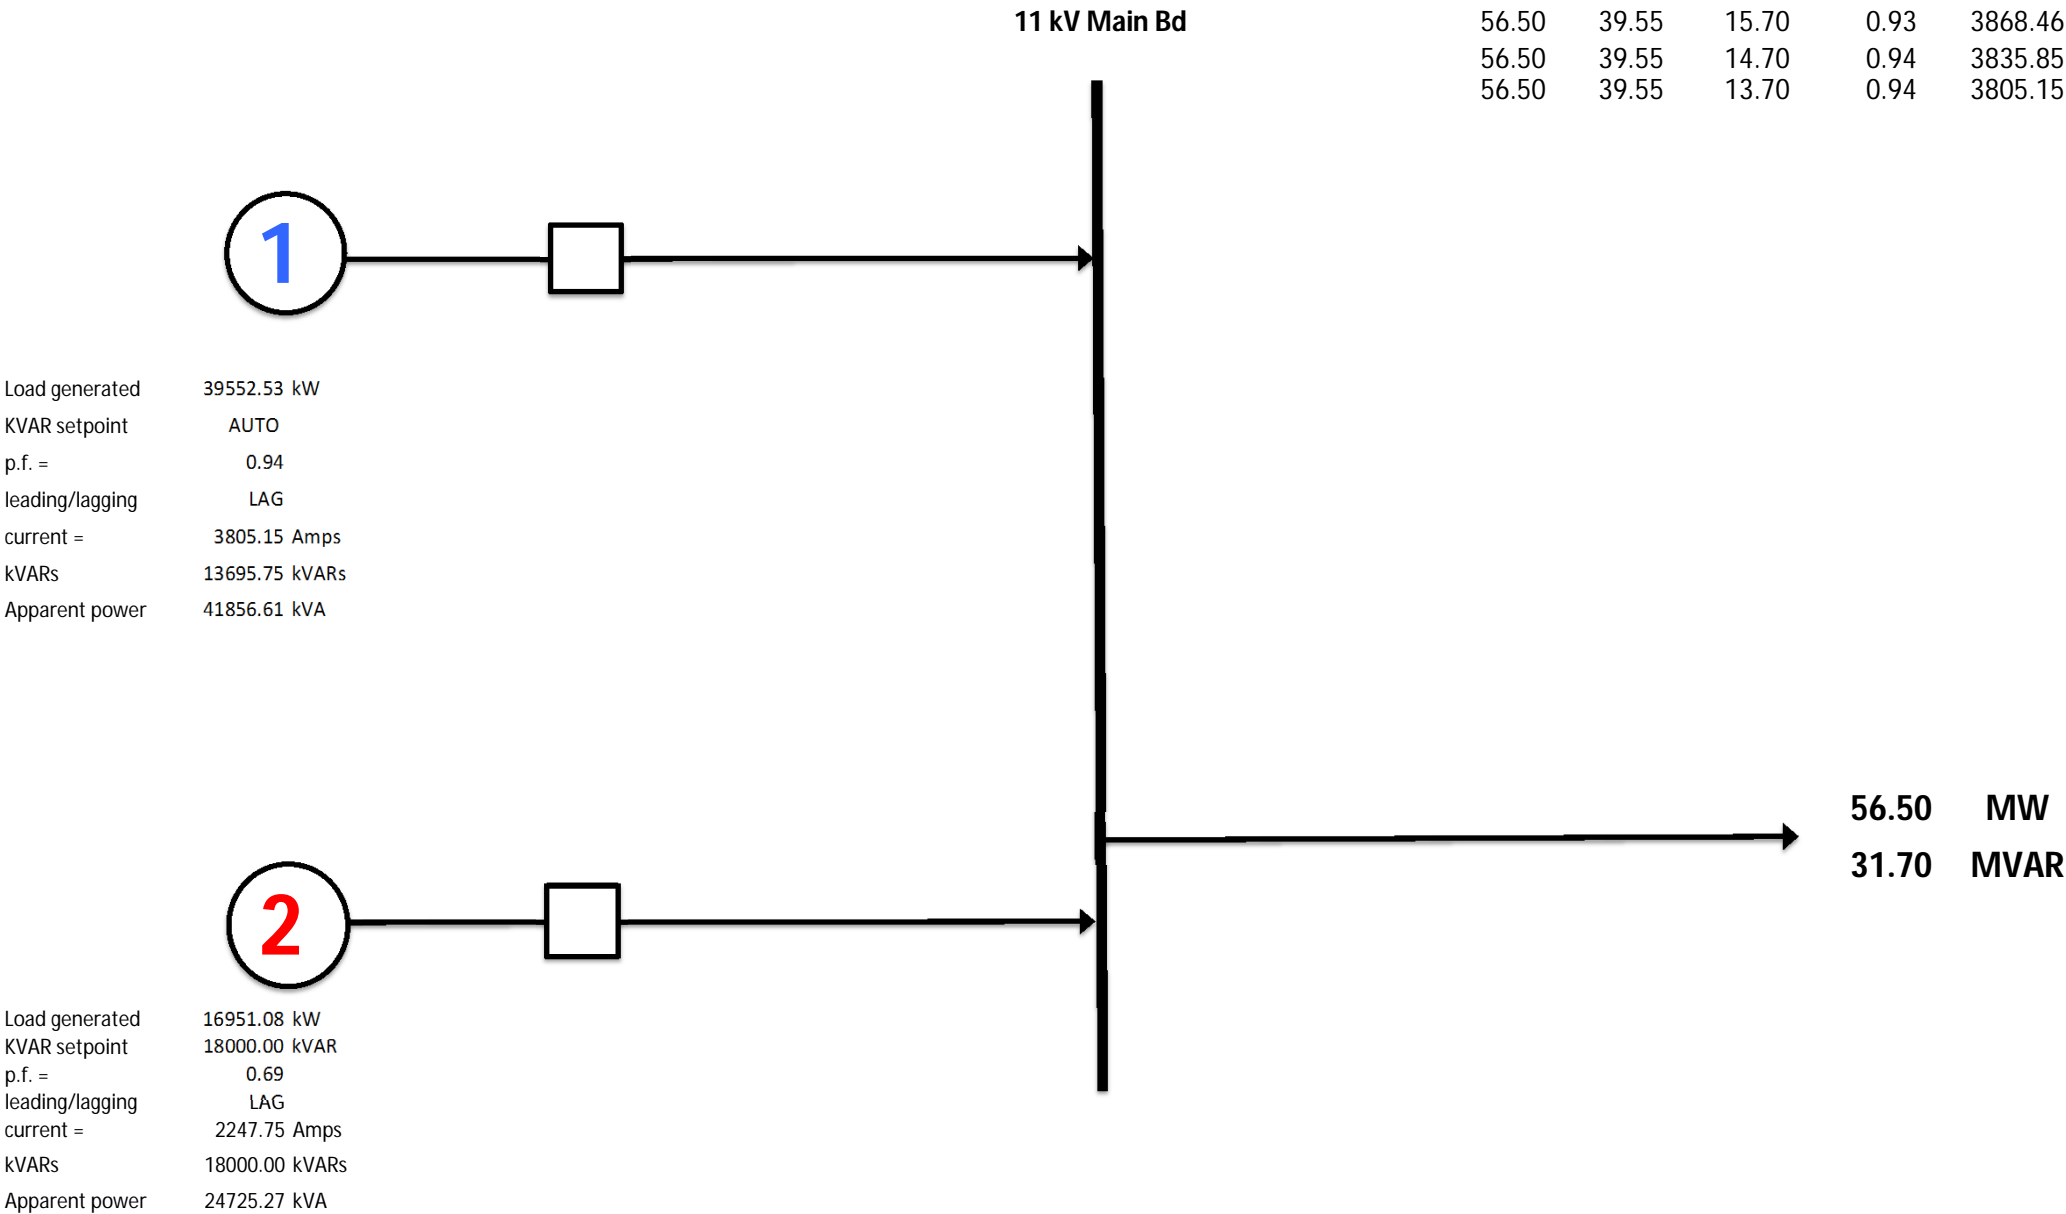 11 kV Main Bd
56.50 39.55 15.70 0.93 3868.46
56.50 39.55 14.70 0.94 3835.85
56.50 39.55 13.70 0.94 3805.15
1
Load generated 39552.53 kW
KVAR setpoint AUTO
p.f. = 0.94
leading/lagging LAG
current = 3805.15 Amps
kVARs 13695.75 kVARs
Apparent power 41856.61 kVA
56.50 MW
31.70 MVAR
2
Load generated 16951.08 kW
KVAR setpoint 18000.00 kVAR
p.f. = 0.69
leading/lagging LAG
current = 2247.75 Amps
kVARs 18000.00 kVARs
Apparent power 24725.27 kVA